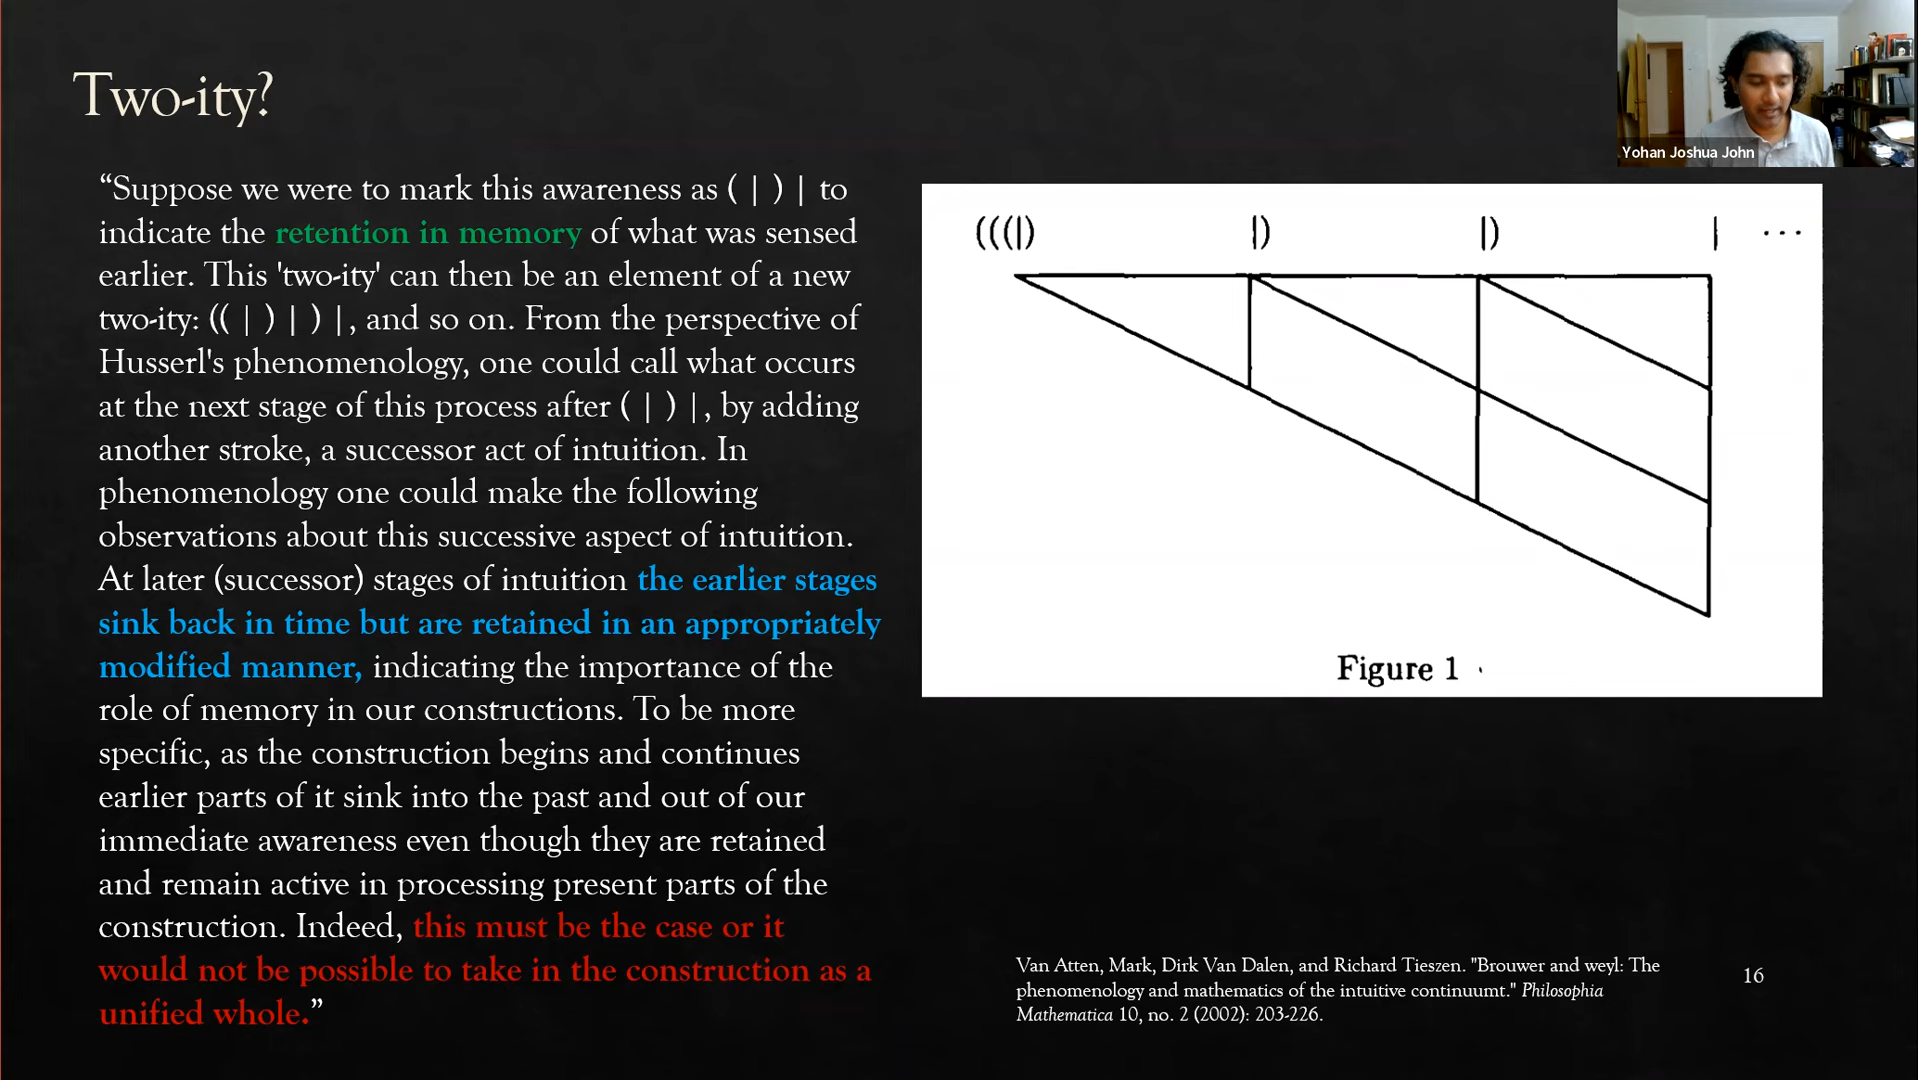 Two-ity?
Yohan Joshua John
“Suppose we were to mark this awareness as ( | ) | to
indicate the retention in memory of what was sensed
earlier. This 'two-ity' can then be an element of a new
two-ity: (( | ) | ) |, and so on. From the perspective of
Husserl's phenomenology, one could call what occurs
at the next stage of this process after ( | ) |, by adding
another stroke, a successor act of intuition. In
phenomenology one could make the following
observations about this successive aspect of intuition.
At later (successor) stages of intuition the earlier stages
sink back in time but are retained in an appropriately
modified manner, indicating the importance of the
role of memory in our constructions. To be more
specific, as the construction begins and continues
earlier parts of it sink into the past and out of our
immediate awareness even though they are retained
and remain active in processing present parts of the
construction. Indeed, this must be the case or it
would not be possible to take in the construction as a
unified whole.”
(((|) |) |) | ...
Figure 1
Van Atten, Mark, Dirk Van Dalen, and Richard Tieszen. "Brouwer and weyl: The
phenomenology and mathematics of the intuitive continuumt." Philosophia
Mathematica 10, no. 2 (2002): 203-226.
16